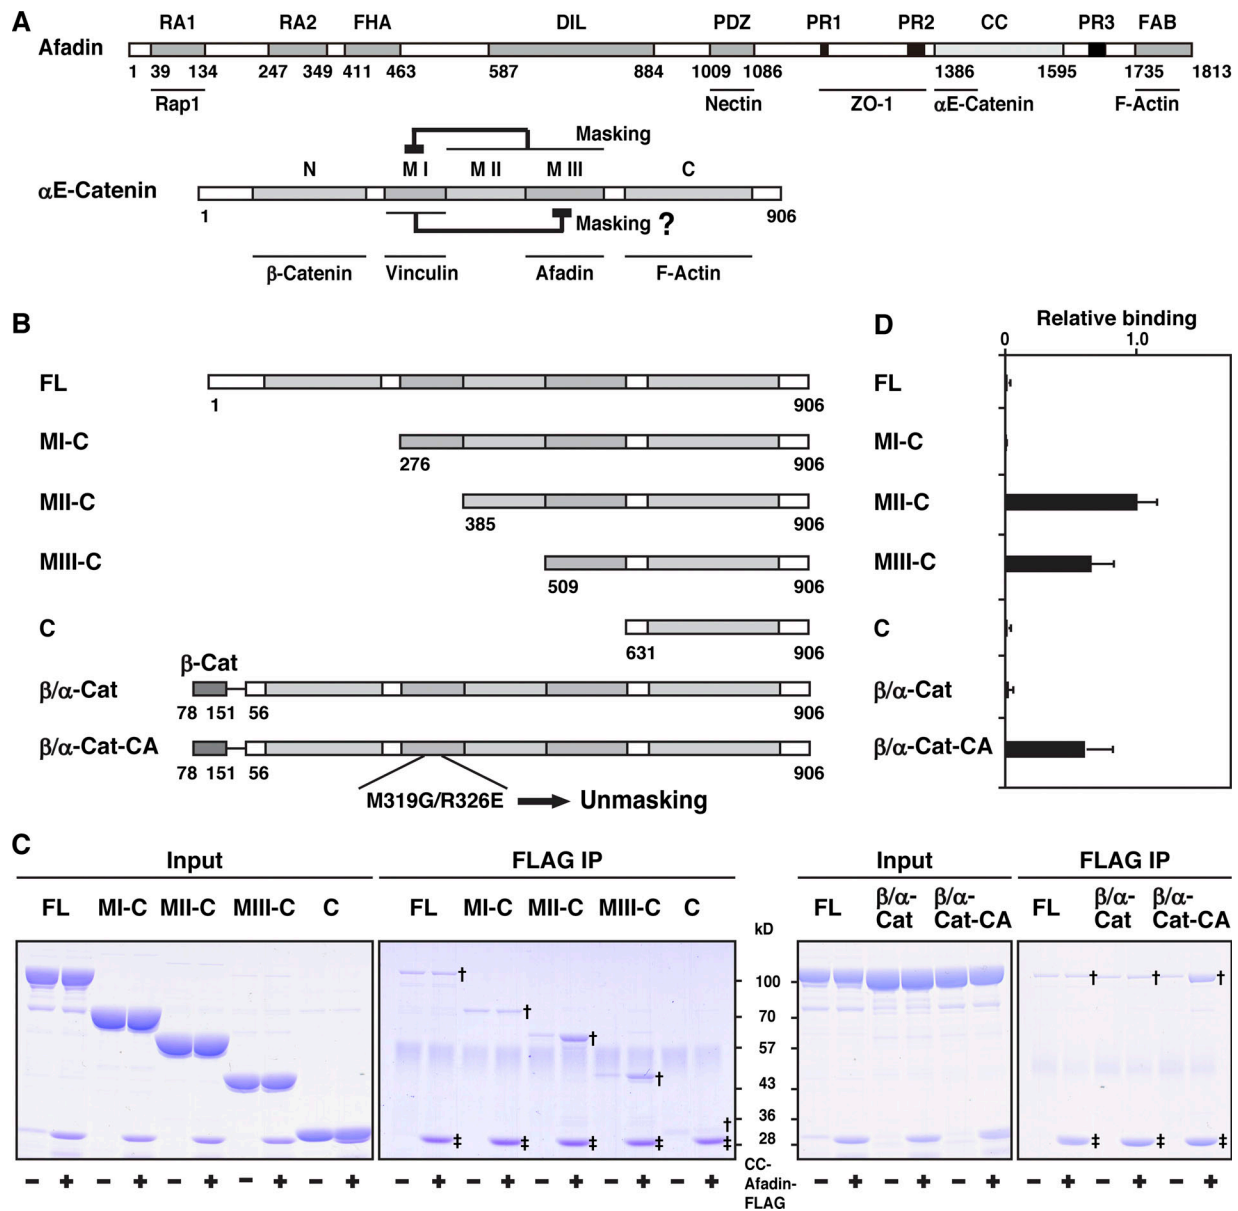 A
RA1 RA2 FHA DIL PDZ PR1 PR2 CC PR3 FAB
Afadin
1 39 134 247 349 411 463 587 884 1009 1086 1386 1595 1735 1813
Rap1 Nectin ZO-1 αE-Catenin F-Actin
Masking
N M I M II M III C
αE-Catenin
1 906
Masking ?
β-Catenin Vinculin Afadin F-Actin
B
FL
1 906
MI-C
276 906
MII-C
385 906
MIII-C
509 906
C
631 906
β-Cat
β/α-Cat
78 151 56 906
β/α-Cat-CA
78 151 56 906
M319G/R326E Unmasking
D
Relative binding
0 1.0
FL
MI-C
MII-C
MIII-C
C
β/α-Cat
β/α-Cat-CA
C
Input FLAG IP
FL MI-C MII-C MIII-C C FL MI-C MII-C MIII-C C
† † † † †
‡ ‡ ‡ ‡ ‡
− + − + − + − + − + − + − + − + − + − +
kD
100
70
57
43
36
28
CC-
Afadin-
FLAG
Input FLAG IP
FL β/α- β/α- FL β/α- β/α-
Cat Cat-CA Cat Cat-CA
† † †
‡ ‡ ‡
− + − + − + − + − + − +